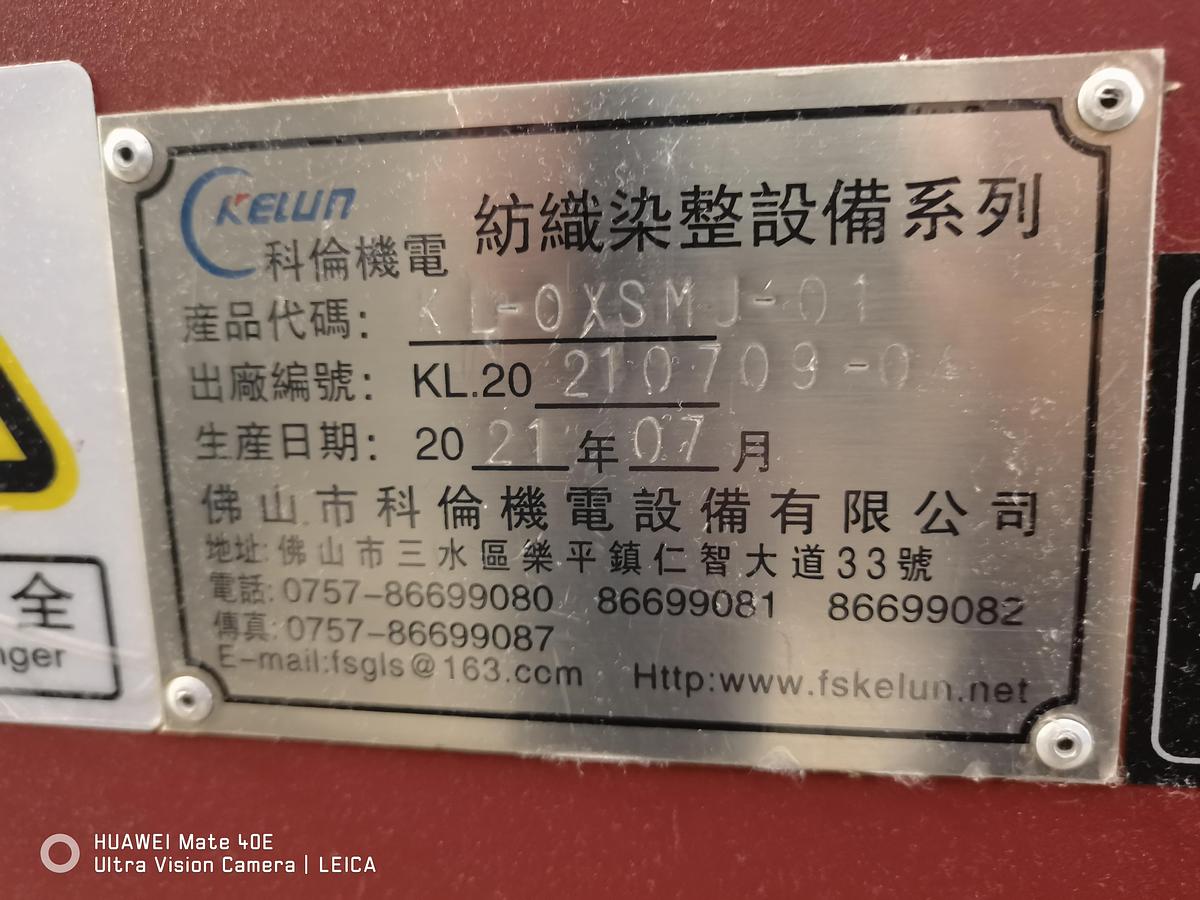 KELUN
科倫機電
紡織染整設備系列
産品代碼: KL-0XSMJ-01
出廠編號: KL.20 210709-04
生産日期: 20 21 年 07 月
佛山市科倫機電設備有限公司
地址:佛山市三水區樂平鎮仁智大道33號
電話:0757-86699080 86699081 86699082
傳真:0757-86699087
E-mail:fsgls@163.com Http:www.fskelun.net
全
nger
HUAWEI Mate 40E
Ultra Vision Camera | LEICA